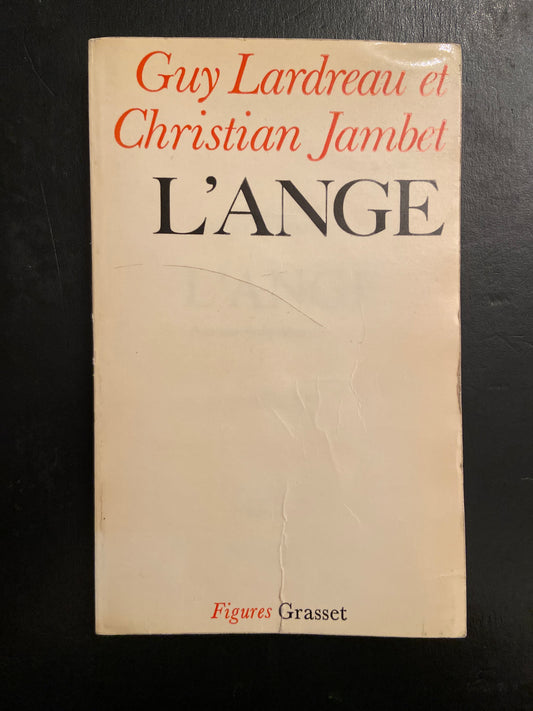 Guy Lardreau et
Christian Jambet
L'ANGE
Figures Grasset